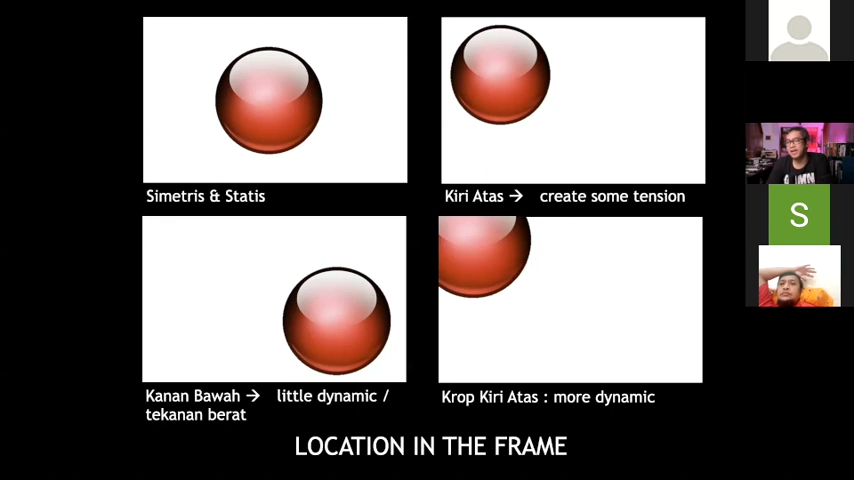 Simetris & Statis
Kiri Atas → create some tension
Kanan Bawah → little dynamic /
tekanan berat
Krop Kiri Atas : more dynamic
LOCATION IN THE FRAME
S